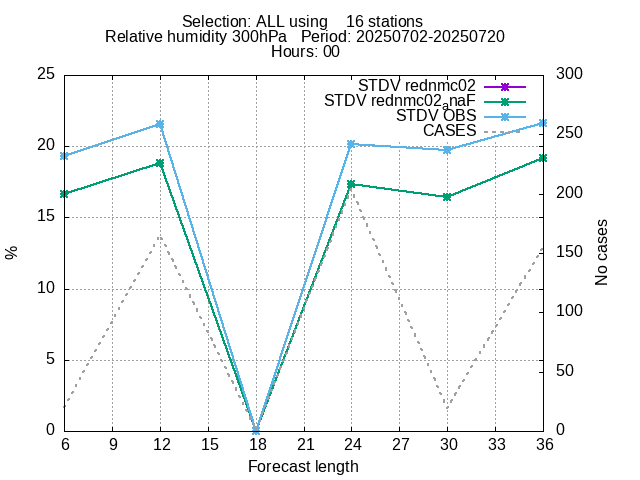 Selection: ALL using    16 stations
Relative humidity 300hPa   Period: 20250702-20250720
Hours: 00
STDV rednmc02
STDV rednmc02anaF
STDV OBS
CASES
25
20
15
10
5
0
%
300
250
200
150
100
50
0
No cases
6 9 12 15 18 21 24 27 30 33 36
Forecast length